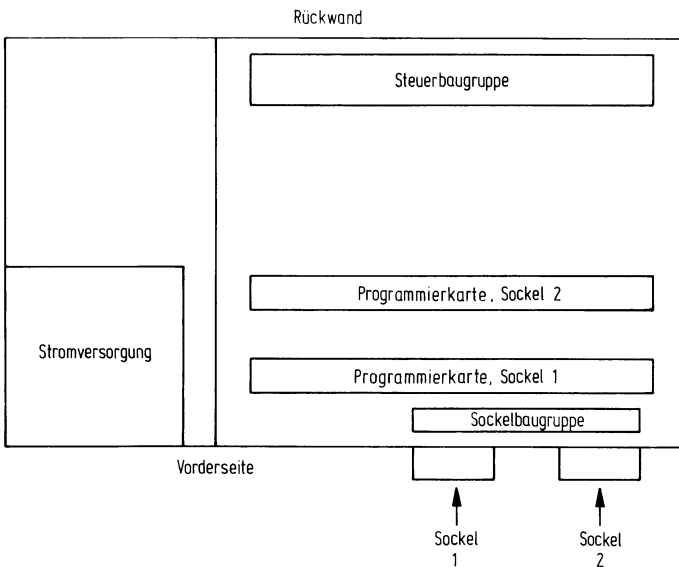 Rückwand
Steuerbaugruppe
Programmierkarte, Sockel 2
Stromversorgung
Programmierkarte, Sockel 1
Sockelbaugruppe
Vorderseite
Sockel
1
Sockel
2